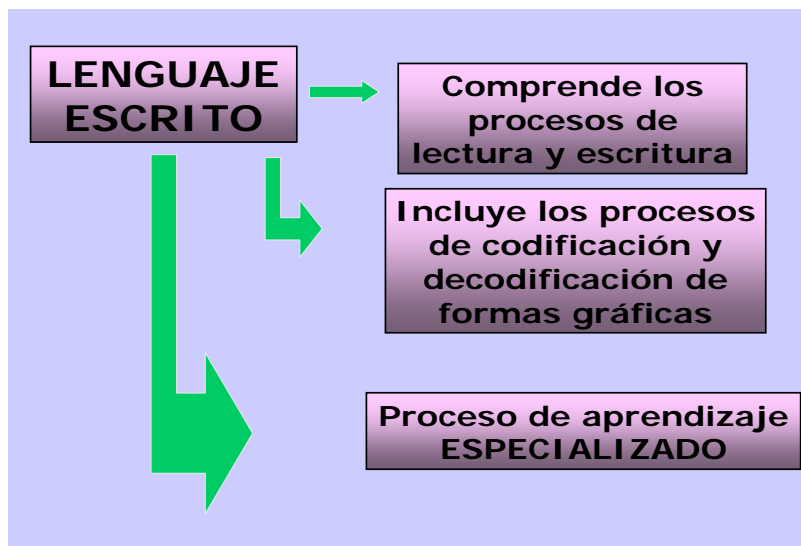 LENGUAJE
ESCRITO
Comprende los
procesos de
lectura y escritura
Incluye los procesos
de codificación y
decodificación de
formas gráficas
Proceso de aprendizaje
ESPECIALIZADO